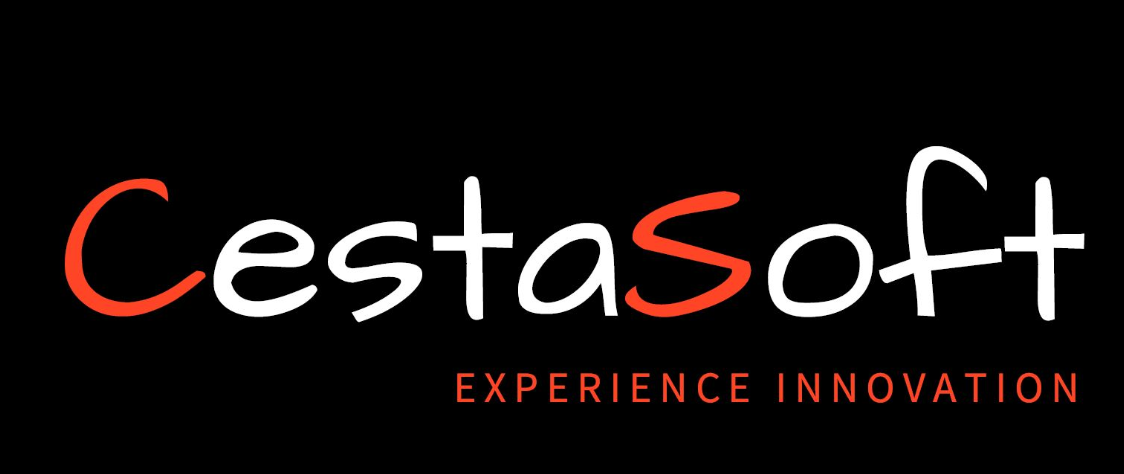 CestaSoft
EXPERIENCE INNOVATION